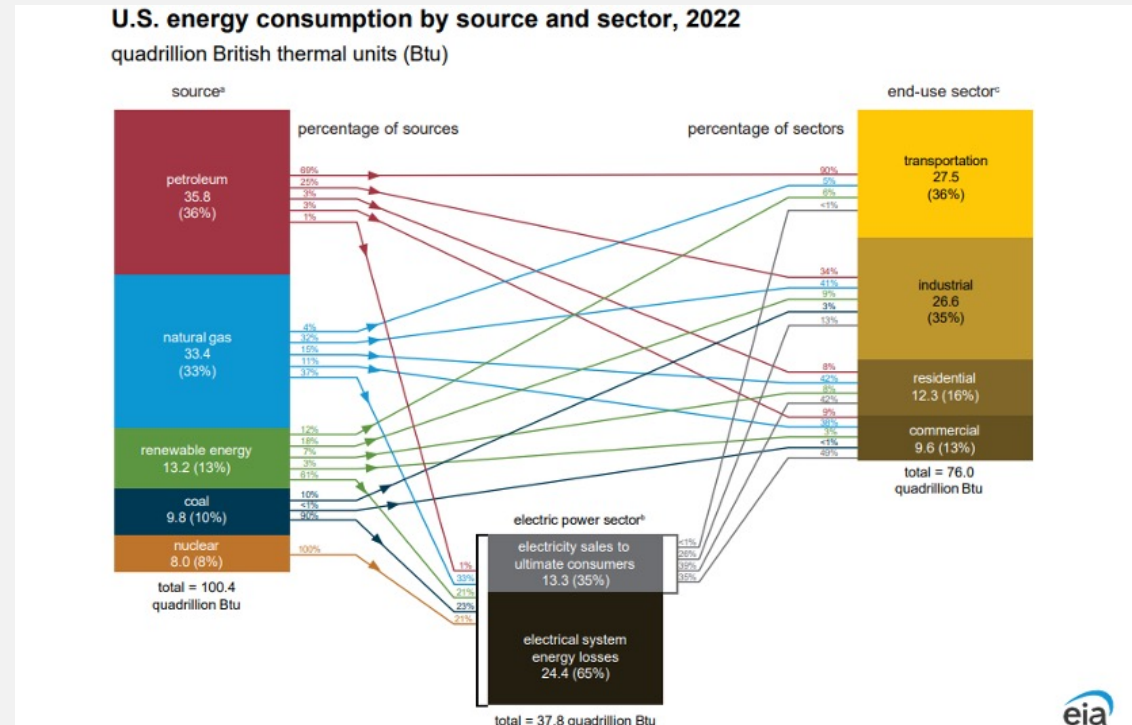 U.S. energy consumption by source and sector, 2022
quadrillion British thermal units (Btu)
sourceᵃ
end-use sectorᶜ
percentage of sources
percentage of sectors
petroleum
35.8
(36%)
69%
25%
3%
3%
1%
natural gas
33.4
(33%)
4%
32%
15%
11%
37%
renewable energy
13.2 (13%)
12%
18%
7%
3%
61%
coal
9.8 (10%)
10%
<1%
90%
nuclear
8.0 (8%)
100%
total = 100.4
quadrillion Btu
90%
5%
6%
<1%
transportation
27.5
(36%)
34%
41%
9%
3%
13%
industrial
26.6
(35%)
8%
42%
8%
42%
residential
12.3 (16%)
9%
38%
3%
<1%
49%
commercial
9.6 (13%)
total = 76.0
quadrillion Btu
electric power sectorᵇ
1%
33%
21%
23%
21%
electricity sales to
ultimate consumers
13.3 (35%)
<1%
26%
39%
35%
electrical system
energy losses
24.4 (65%)
total = 37.8 quadrillion Btu
eia